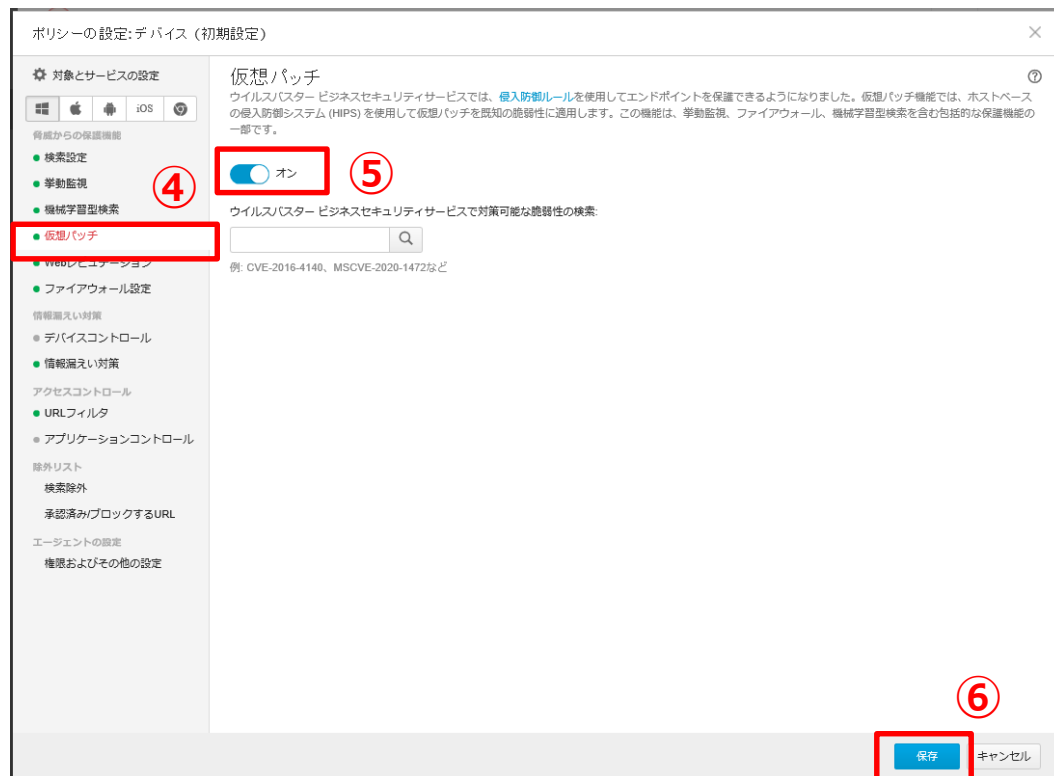 ポリシーの設定:デバイス (初期設定)
対象とサービスの設定
iOS
脅威からの保護機能
検索設定
挙動監視
機械学習型検索
仮想パッチ
Webレピュテーション
ファイアウォール設定
情報漏えい対策
デバイスコントロール
情報漏えい対策
アクセスコントロール
URLフィルタ
アプリケーションコントロール
除外リスト
検索除外
承認済み/ブロックするURL
エージェントの設定
権限およびその他の設定
④
仮想パッチ
ウイルスバスター ビジネスセキュリティサービスでは、侵入防御ルールを使用してエンドポイントを保護できるようになりました。仮想パッチ機能では、ホストベース
の侵入防御システム (HIPS) を使用して仮想パッチを既知の脆弱性に適用します。この機能は、挙動監視、ファイアウォール、機械学習型検索を含む包括的な保護機能の
一部です。
オン
⑤
ウイルスバスター ビジネスセキュリティサービスで対策可能な脆弱性の検索:
例: CVE-2016-4140、MSCVE-2020-1472など
⑥
保存
キャンセル